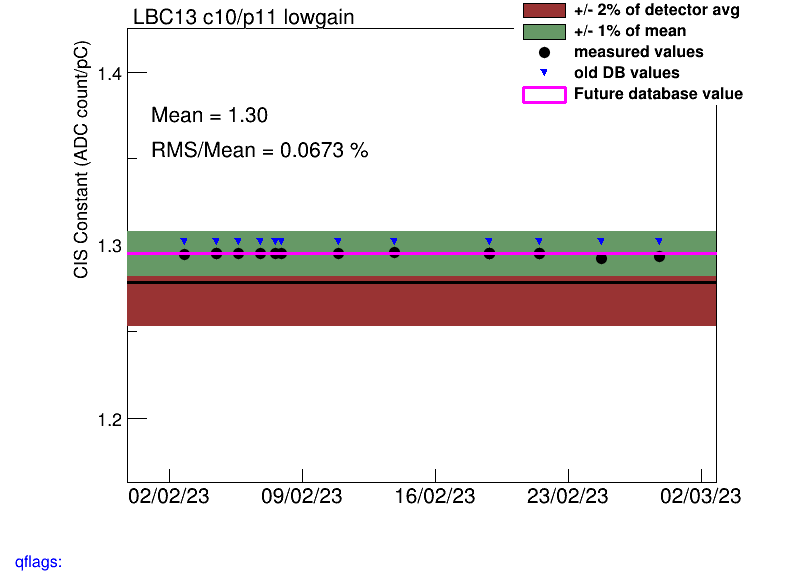 LBC13 c10/p11 lowgain
+/- 2% of detector avg
+/- 1% of mean
measured values
old DB values
Future database value
CIS Constant (ADC count/pC)
1.4
1.3
1.2
Mean = 1.30
RMS/Mean = 0.0673 %
02/02/23 09/02/23 16/02/23 23/02/23 02/03/23
qflags: